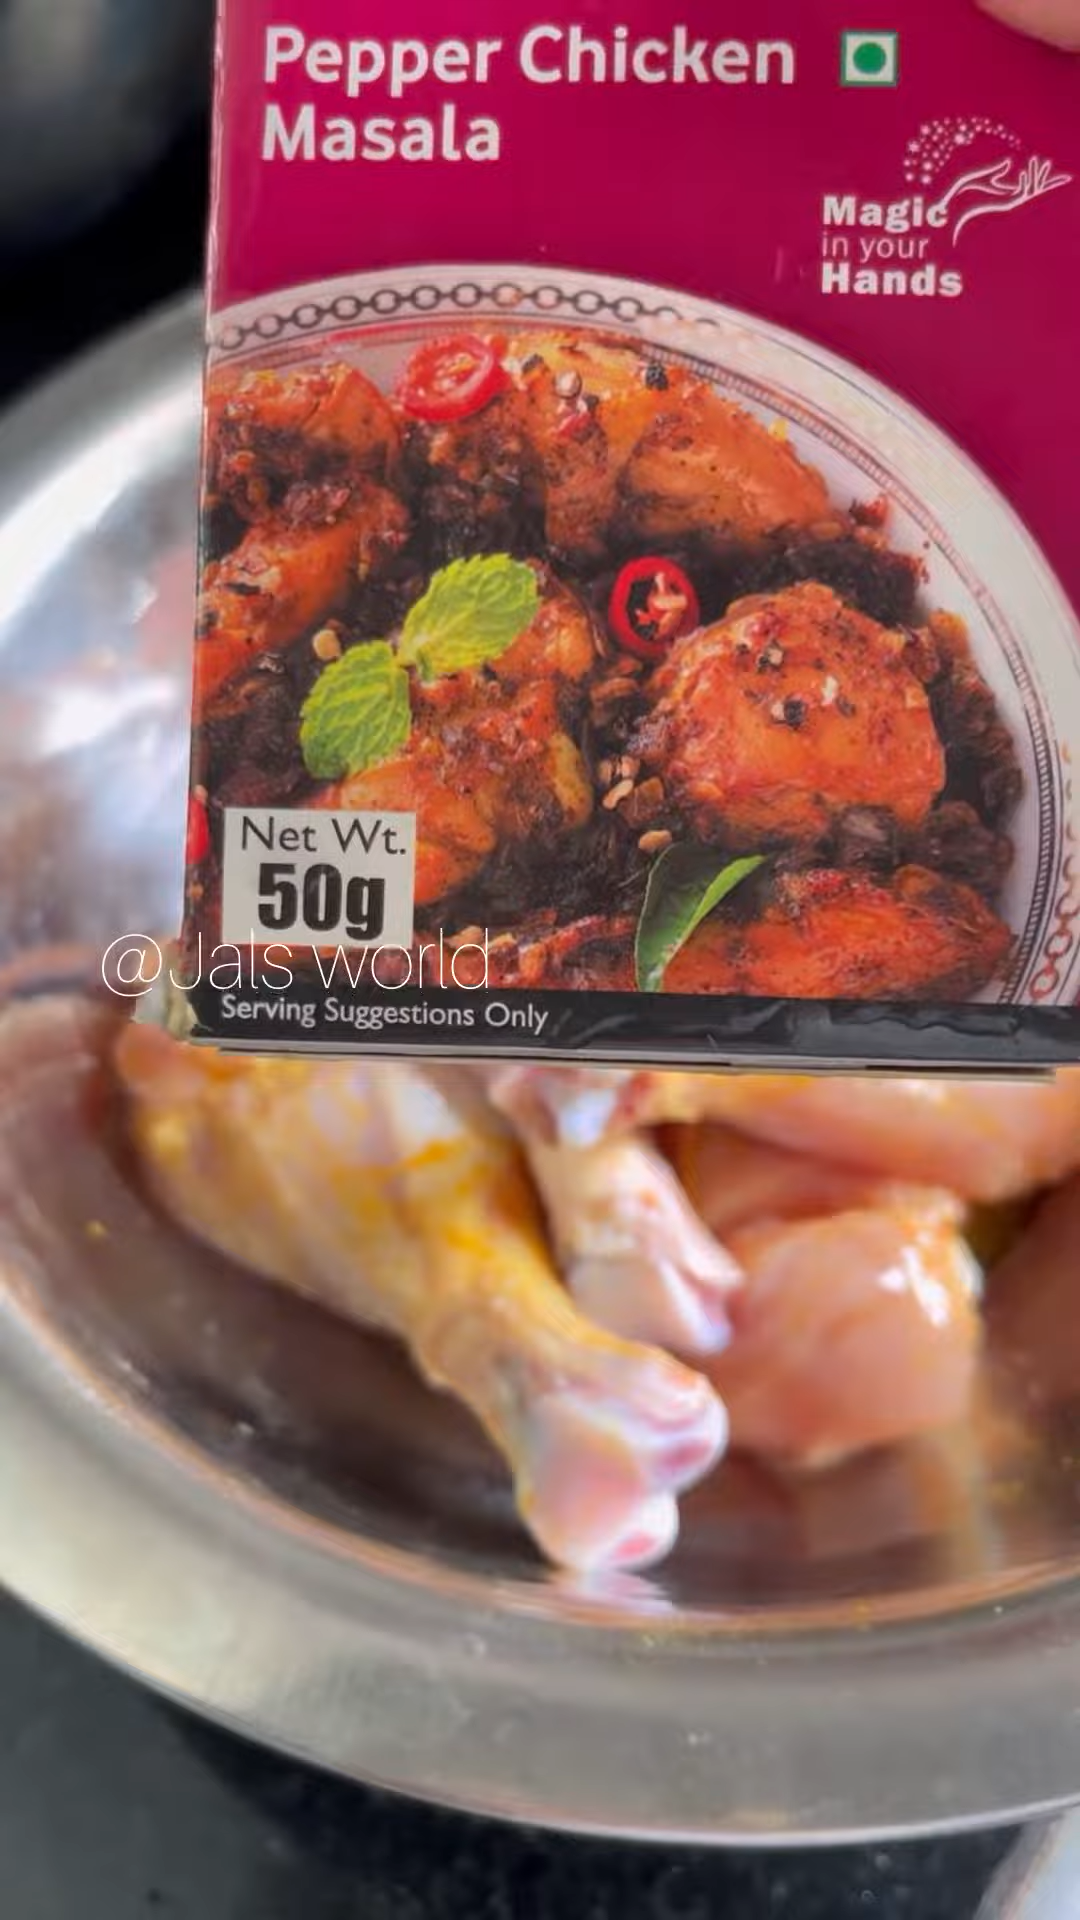 Pepper Chicken
Masala
Magic
in your
Hands
Net Wt.
50g
@Jals world
Serving Suggestions Only